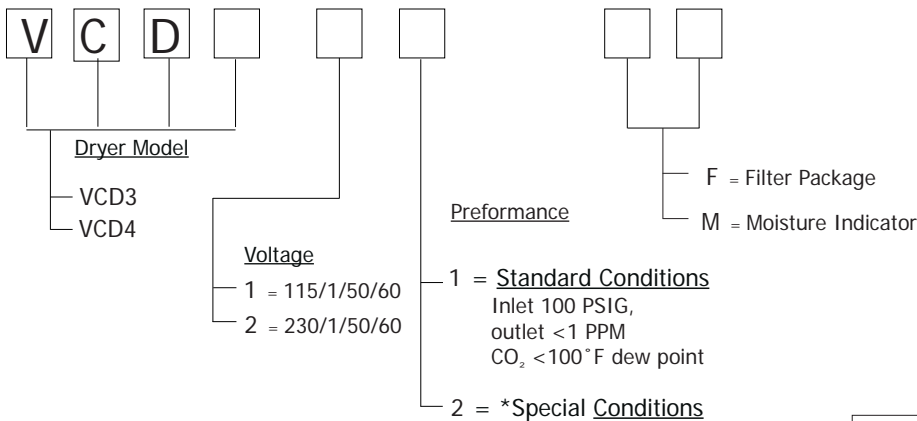 V C D
Dryer Model
VCD3
VCD4
Voltage
1 = 115/1/50/60
2 = 230/1/50/60
Preformance
1 = Standard Conditions
Inlet 100 PSIG,
outlet <1 PPM
CO₂ <100°F dew point
2 = *Special Conditions
F = Filter Package
M = Moisture Indicator